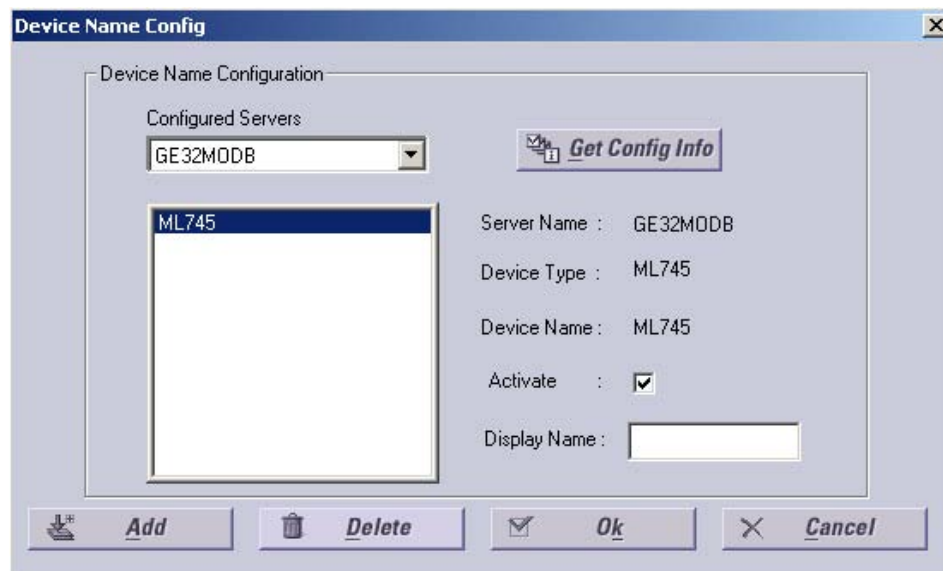 Device Name Config
Device Name Configuration
Configured Servers
GE32MODB
Get Config Info
ML745
Server Name : GE32MODB
Device Type : ML745
Device Name : ML745
Activate :
Display Name :
Add
Delete
Ok
Cancel